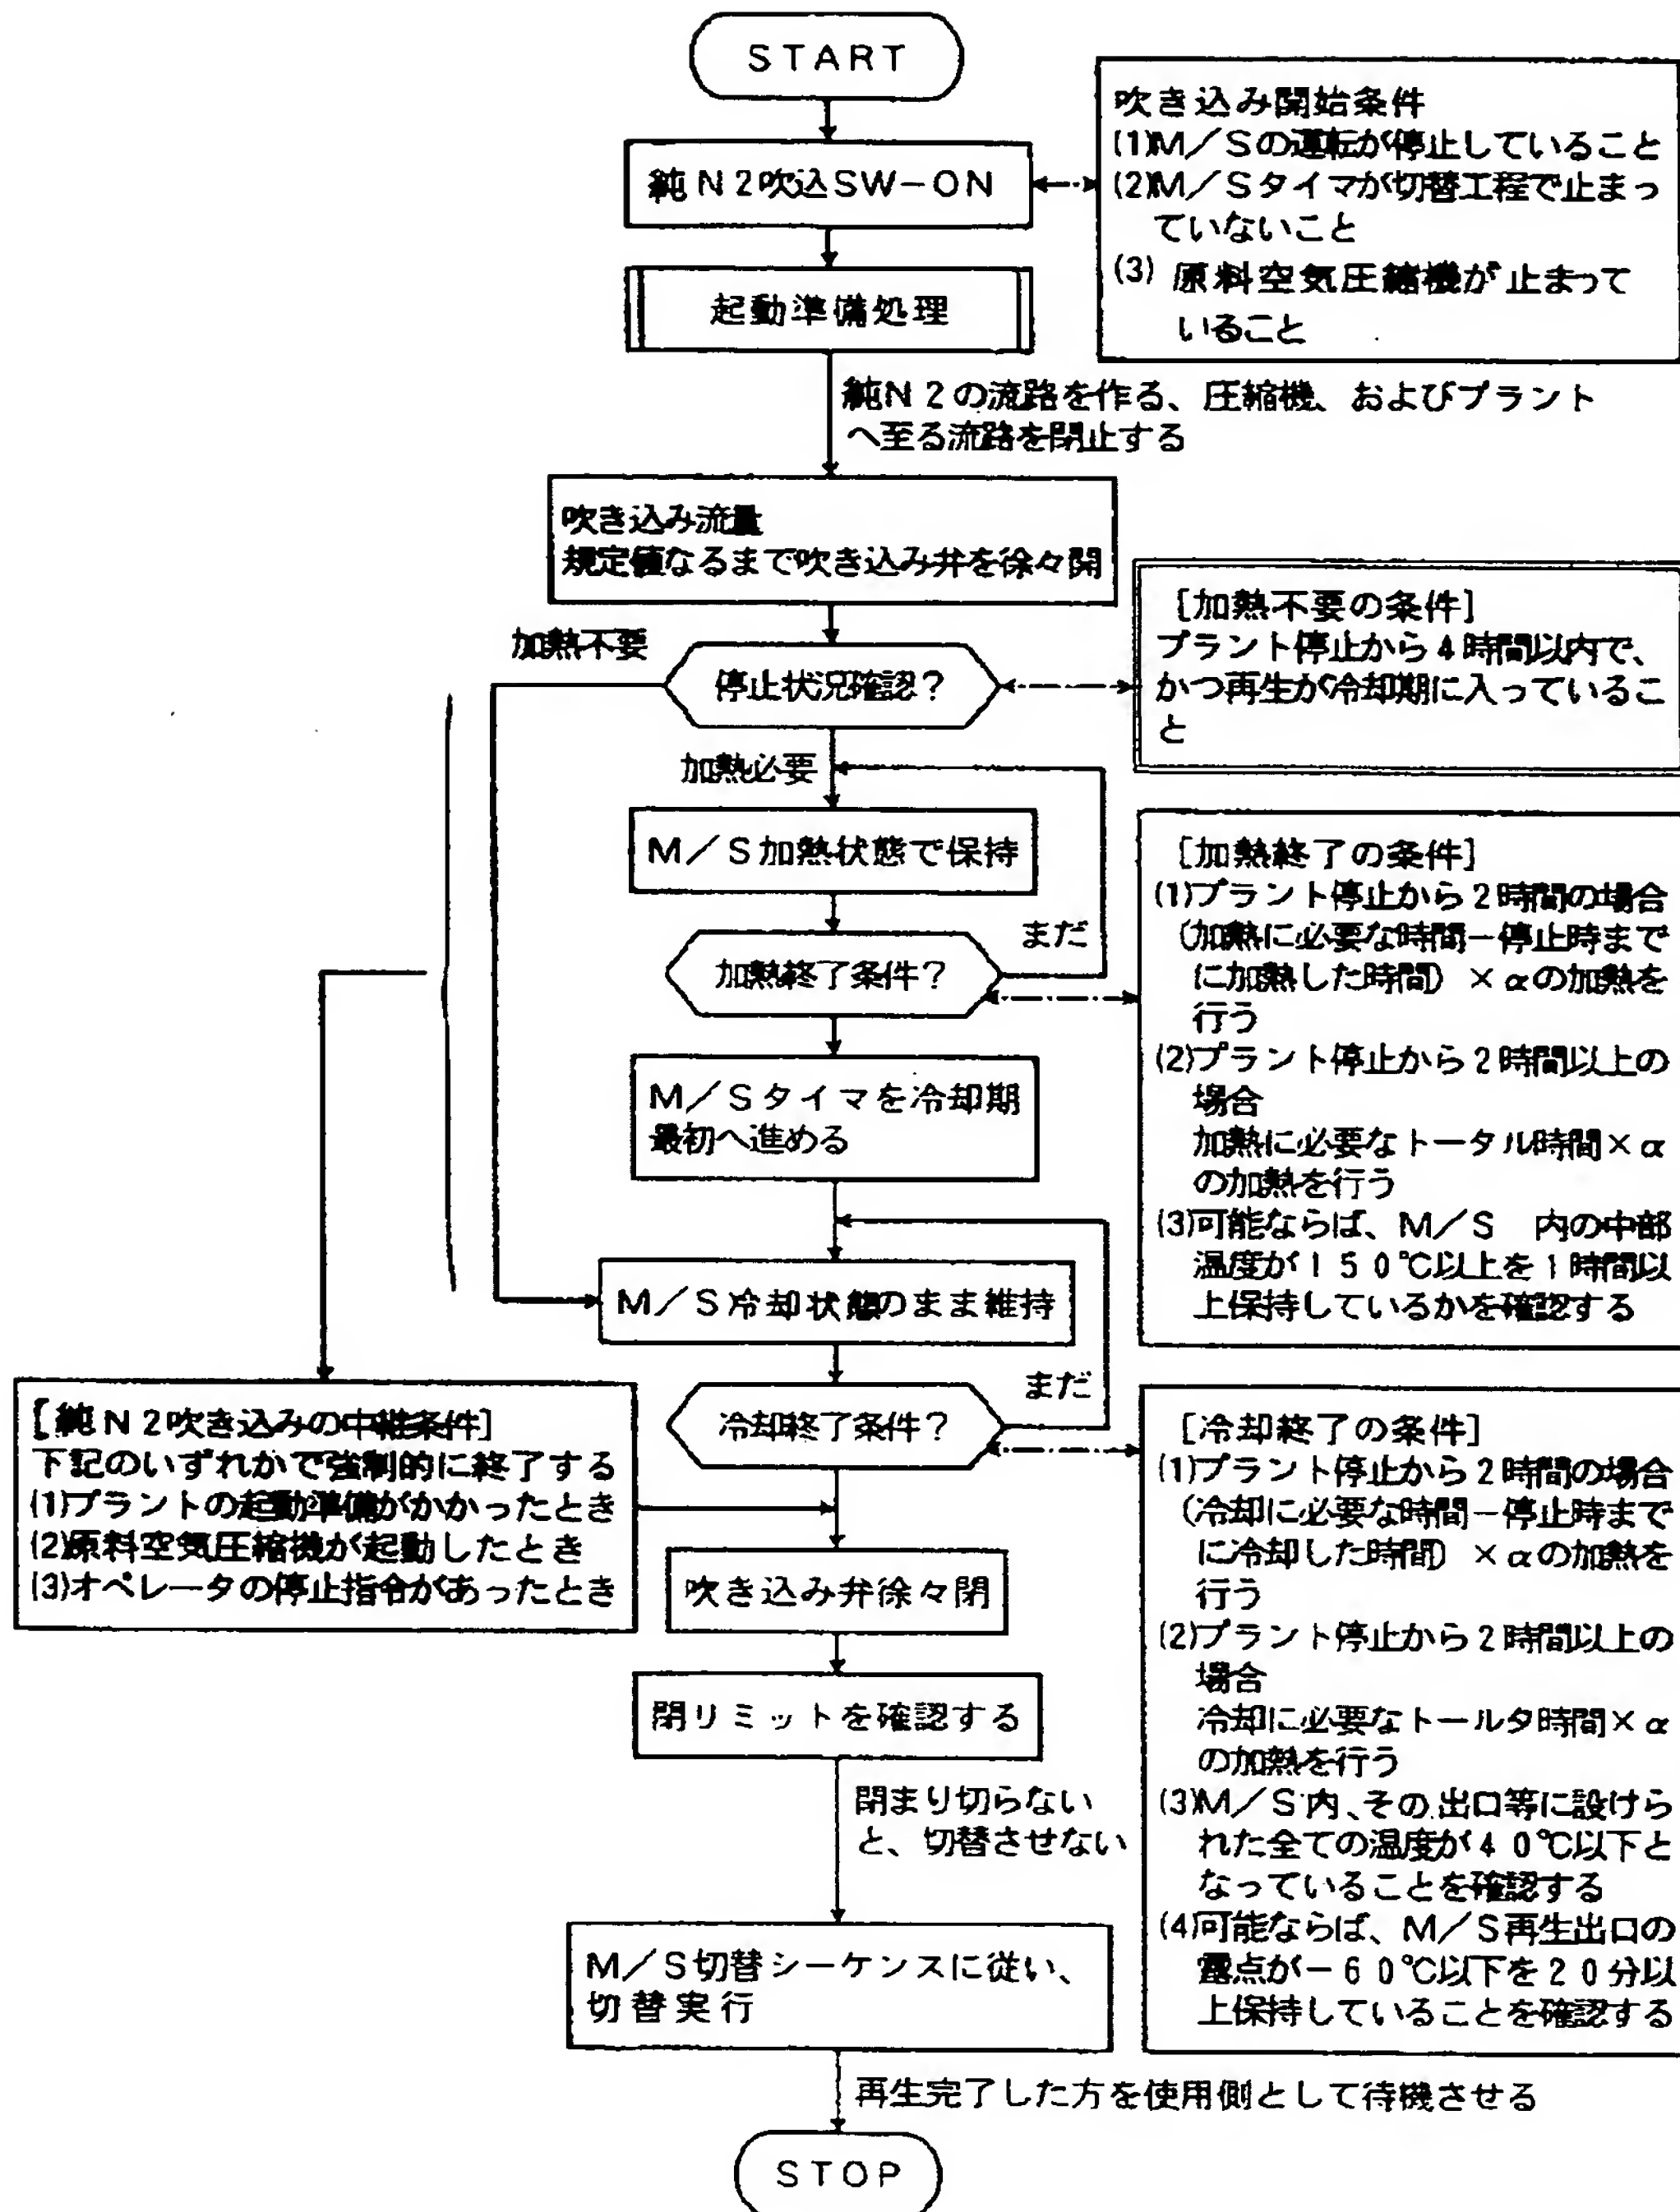 START
純N2吹込SW-ON
吹き込み開始条件
(1)M/Sの運転が停止していること
(2)M/Sタイマが切替工程で止まっ
ていないこと
(3) 原料空気圧縮機が止まって
いること
起動準備処理
純N2の流路を作る、圧縮機、およびプラント
へ至る流路を閉止する
吹き込み流量
規定値なるまで吹き込み弁を徐々開
[加熱不要の条件]
プラント停止から4時間以内で、
かつ再生が冷却期に入っているこ
と
加熱不要
停止状況確認?
加熱必要
M/S加熱状態で保持
まだ
加熱終了条件?
[加熱終了の条件]
(1)プラント停止から2時間の場合
(加熱に必要な時間-停止時まで
に加熱した時間)×αの加熱を
行う
(2)プラント停止から2時間以上の
場合
加熱に必要なトータル時間×α
の加熱を行う
(3)可能ならば、M/S 内の中部
温度が150℃以上を1時間以
上保持しているかを確認する
M/Sタイマを冷却期
最初へ進める
M/S冷却状態のまま維持
まだ
冷却終了条件?
[純N2吹き込みの中継条件]
下記のいずれかで強制的に終了する
(1)プラントの起動準備がかかったとき
(2)原料空気圧縮機が起動したとき
(3)オペレータの停止指令があったとき
[冷却終了の条件]
(1)プラント停止から2時間の場合
(冷却に必要な時間-停止時まで
に冷却した時間)×αの加熱を
行う
(2)プラント停止から2時間以上の
場合
冷却に必要なトールタ時間×α
の加熱を行う
(3)M/S内、その出口等に設けら
れた全ての温度が40℃以下と
なっていることを確認する
(4)可能ならば、M/S再生出口の
露点が-60℃以下を20分以
上保持していることを確認する
吹き込み弁徐々閉
閉リミットを確認する
閉まり切らない
と、切替させない
M/S切替シーケンスに従い、
切替実行
再生完了した方を使用側として待機させる
STOP